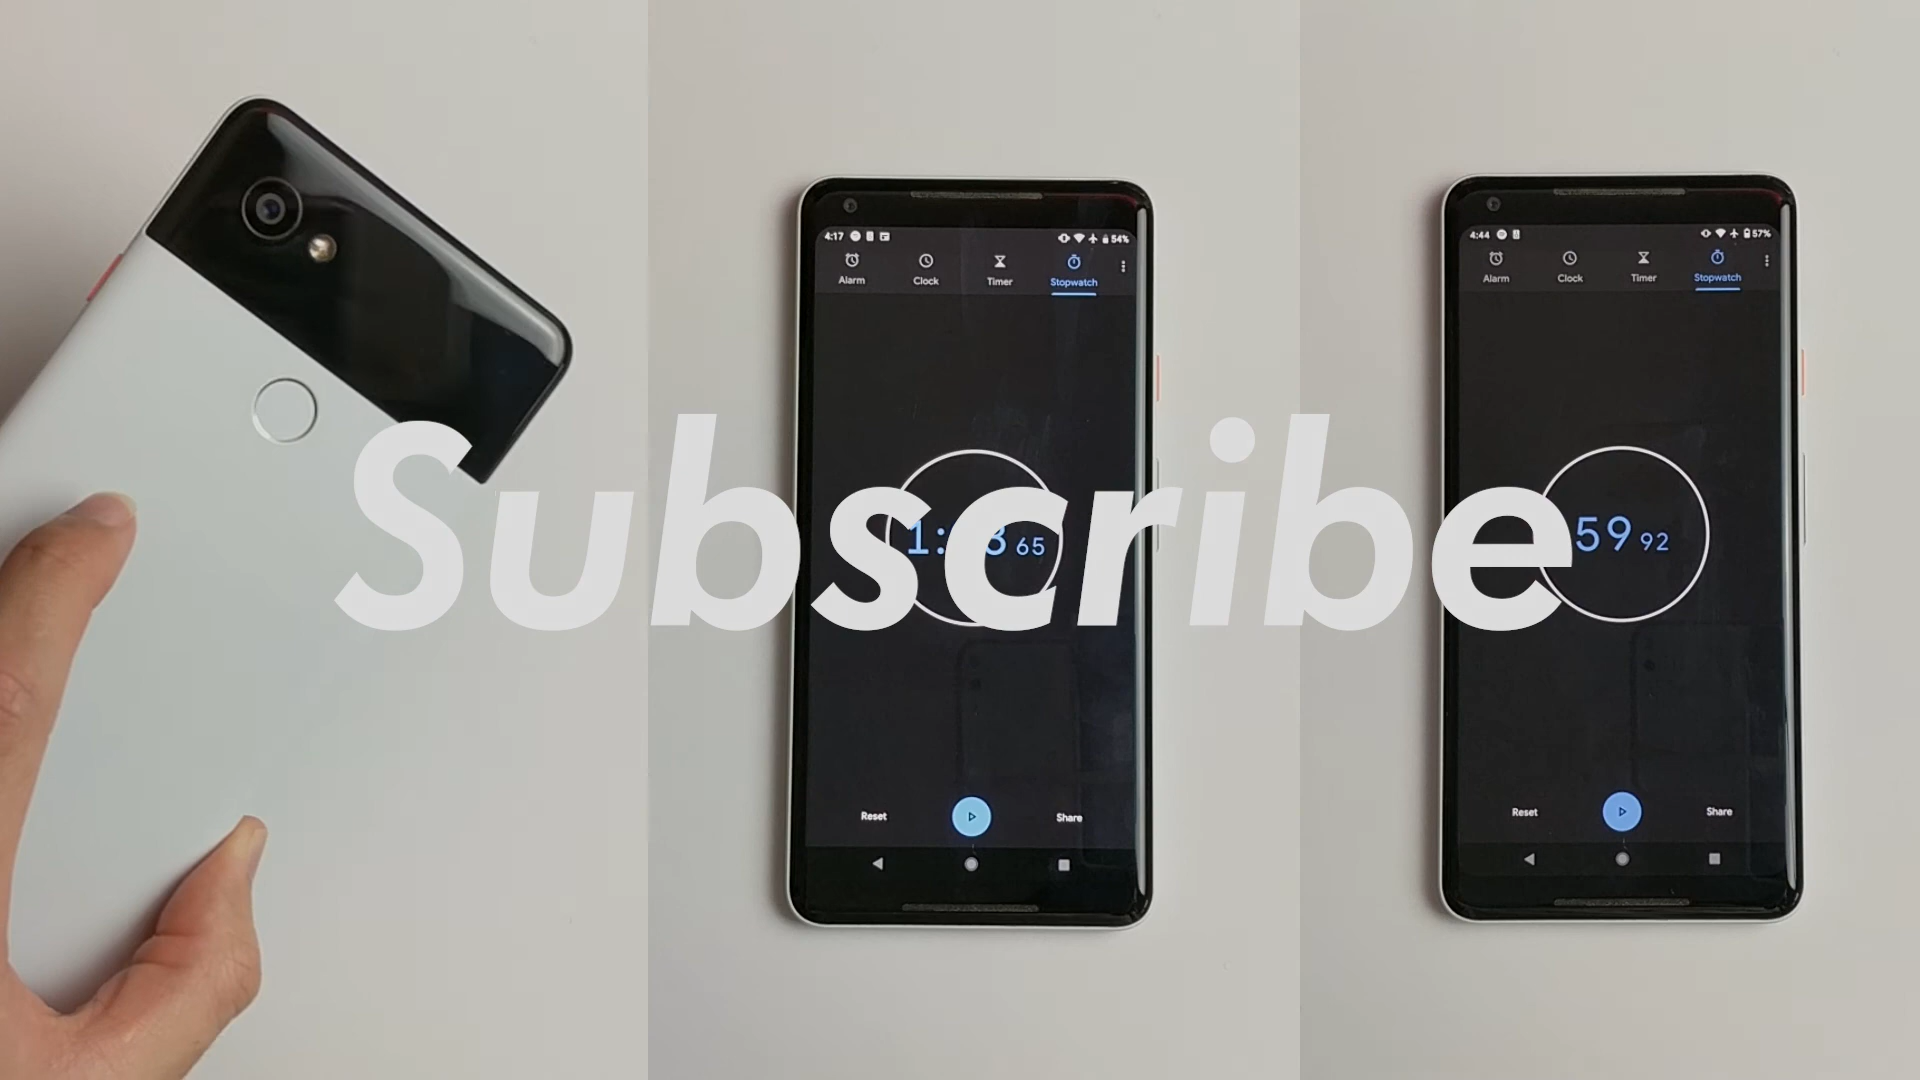 Subscribe
4:17
54%
Alarm
Clock
Timer
Stopwatch
65
Reset
Share
4:44
57%
Alarm
Clock
Timer
Stopwatch
59 92
Reset
Share